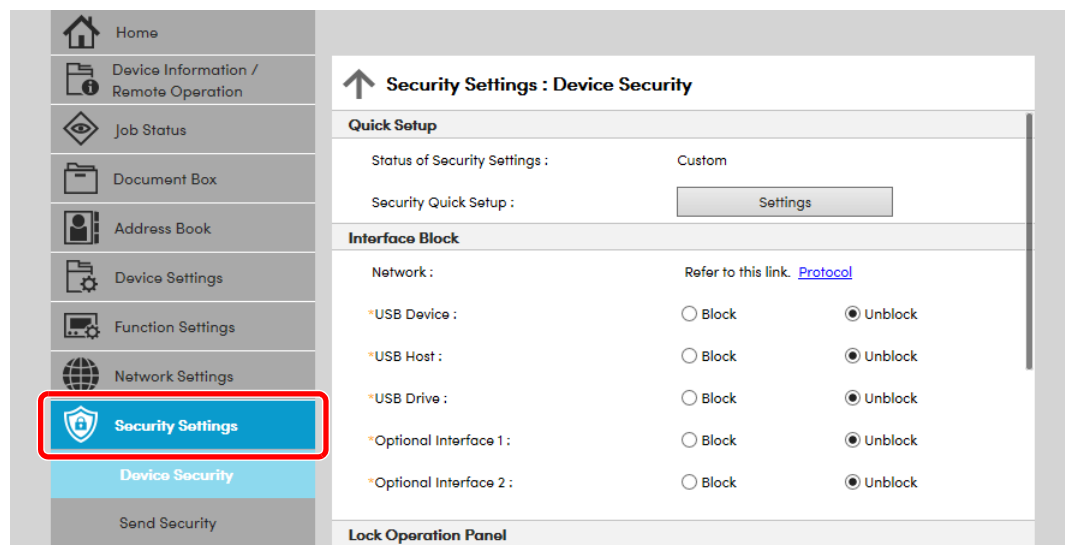 Home
Device Information /
Remote Operation
Job Status
Document Box
Address Book
Device Settings
Function Settings
Network Settings
Security Settings
Device Security
Send Security
Security Settings : Device Security
Quick Setup
Status of Security Settings : Custom
Security Quick Setup : Settings
Interface Block
Network : Refer to this link. Protocol
*USB Device : Block Unblock
*USB Host : Block Unblock
*USB Drive : Block Unblock
*Optional Interface 1 : Block Unblock
*Optional Interface 2 : Block Unblock
Lock Operation Panel